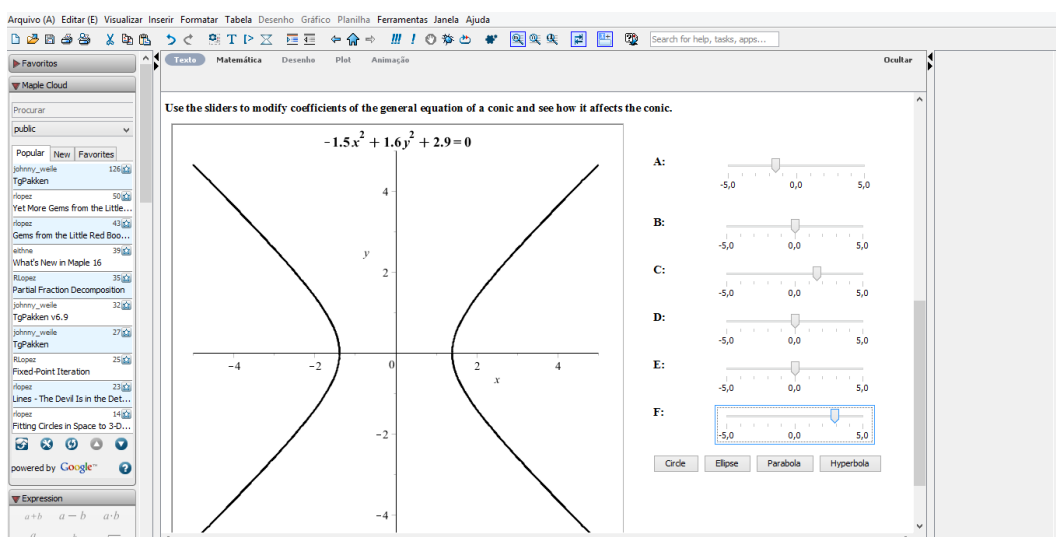 Arquivo (A) Editar (E) Visualizar Inserir Formatar Tabela Desenho Gráfico Planilha Ferramentas Janela Ajuda
Search for help, tasks, apps...
Favoritos
Texto Matemática Desenho Plot Animação Ocultar
Maple Cloud
Procurar
public
Popular New Favorites
johnny_weile 126
TgPakken
rlopez 50
Yet More Gems from the Little...
rlopez 43
Gems from the Little Red Boo...
eithne 39
What's New in Maple 16
RLopez 35
Partial Fraction Decomposition
johnny_weile 32
TgPakken v6.9
johnny_weile 27
TgPakken
RLopez 25
Fixed-Point Iteration
rlopez 23
Lines - The Devil Is in the Det...
rlopez 14
Fitting Circles in Space to 3-D...
powered by Google™
Expression
a+b a−b a·b
Use the sliders to modify coefficients of the general equation of a conic and see how it affects the conic.
−1.5x² + 1.6y² + 2.9 = 0
4
y
2
−4 −2 0 2 4
x
−2
−4
A:
-5,0 0,0 5,0
B:
-5,0 0,0 5,0
C:
-5,0 0,0 5,0
D:
-5,0 0,0 5,0
E:
-5,0 0,0 5,0
F:
-5,0 0,0 5,0
Circle Ellipse Parabola Hyperbola